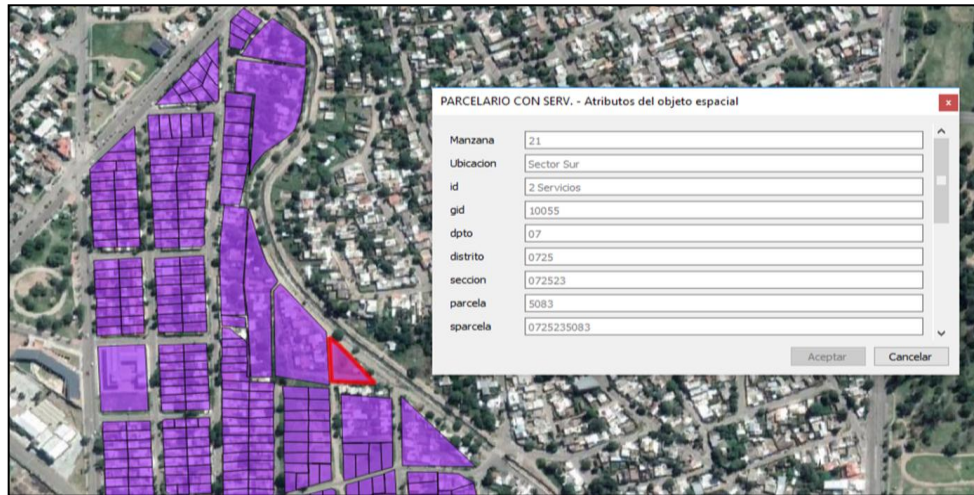 PARCELARIO CON SERV. - Atributos del objeto espacial
x
Manzana 21
Ubicacion Sector Sur
id 2 Servicios
gid 10055
dpto 07
distrito 0725
seccion 072523
parcela 5083
sparcela 0725235083
Aceptar Cancelar